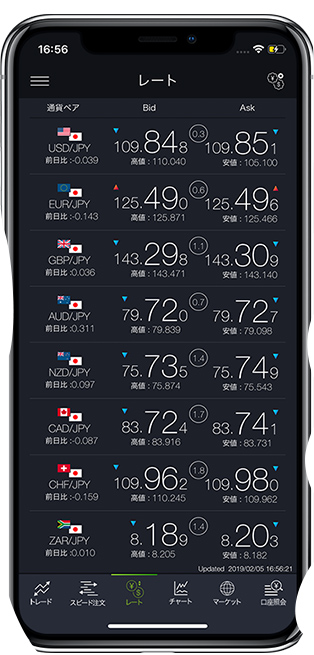 16:56
レート
通貨ペア Bid Ask
USD/JPY 109.848 0.3 109.851
前日比:-0.039 高値:110.040 安値:105.100
EUR/JPY 125.490 0.6 125.496
前日比:-0.143 高値:125.871 安値:125.466
GBP/JPY 143.298 1.1 143.309
前日比:0.036 高値:143.471 安値:143.140
AUD/JPY 79.720 0.7 79.727
前日比:0.311 高値:79.839 安値:79.098
NZD/JPY 75.735 1.4 75.749
前日比:0.097 高値:75.874 安値:75.543
CAD/JPY 83.724 1.7 83.741
前日比:-0.087 高値:83.916 安値:83.731
CHF/JPY 109.962 1.8 109.980
前日比:-0.159 高値:110.245 安値:109.962
ZAR/JPY 8.189 1.4 8.203
前日比:0.010 高値:8.205 安値:8.182
Updated 2019/02/05 16:56:21
トレード スピード注文 レート チャート マーケット 口座照会